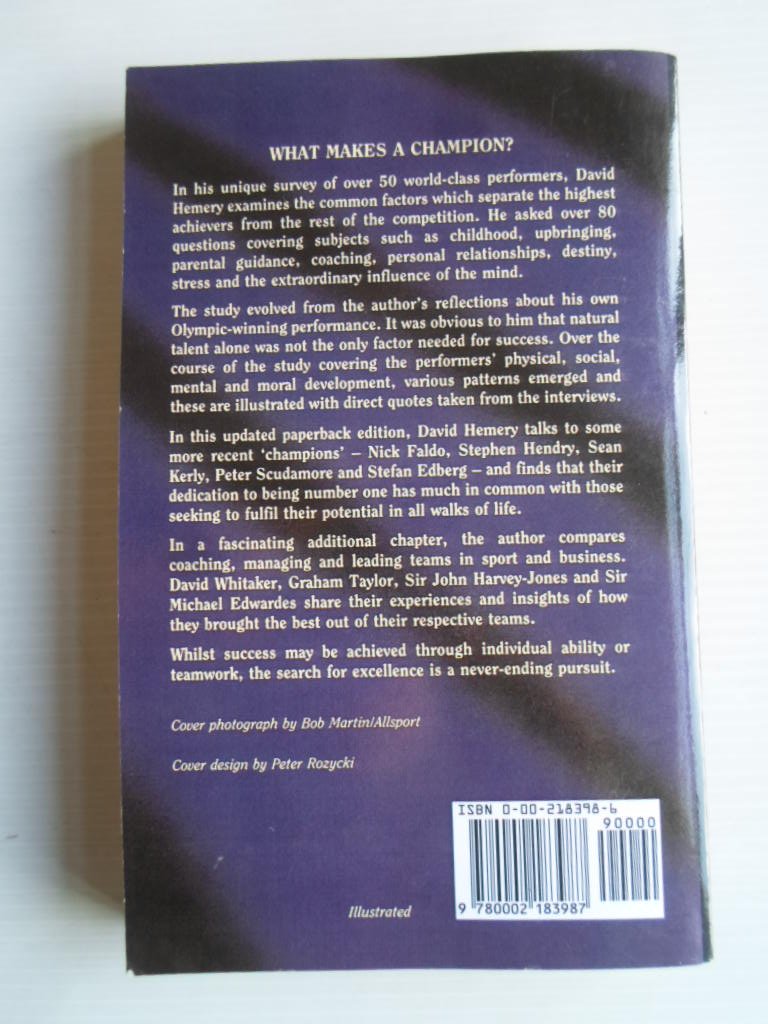 WHAT MAKES A CHAMPION?
In his unique survey of over 50 world-class performers, David
Hemery examines the common factors which separate the highest
achievers from the rest of the competition. He asked over 80
questions covering subjects such as childhood, upbringing,
parental guidance, coaching, personal relationships, destiny,
stress and the extraordinary influence of the mind.
The study evolved from the author's reflections about his own
Olympic-winning performance. It was obvious to him that natural
talent alone was not the only factor needed for success. Over the
course of the study covering the performers' physical, social,
mental and moral development, various patterns emerged and
these are illustrated with direct quotes taken from the interviews.
In this updated paperback edition, David Hemery talks to some
more recent 'champions' – Nick Faldo, Stephen Hendry, Sean
Kerly, Peter Scudamore and Stefan Edberg – and finds that their
dedication to being number one has much in common with those
seeking to fulfil their potential in all walks of life.
In a fascinating additional chapter, the author compares
coaching, managing and leading teams in sport and business.
David Whitaker, Graham Taylor, Sir John Harvey-Jones and Sir
Michael Edwardes share their experiences and insights of how
they brought the best out of their respective teams.
Whilst success may be achieved through individual ability or
teamwork, the search for excellence is a never-ending pursuit.
Cover photograph by Bob Martin/Allsport
Cover design by Peter Rozycki
ISBN 0-00-218398-6
90000
9 780002 183987
Illustrated